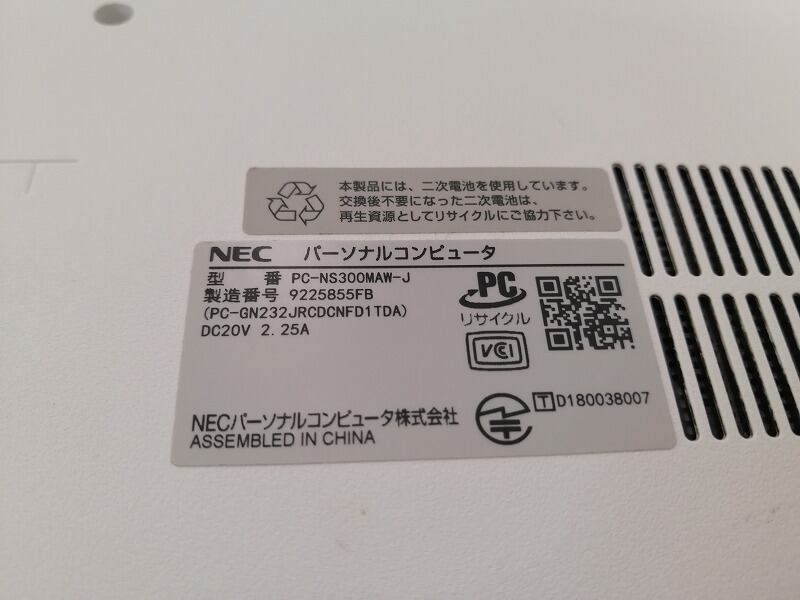 本製品には、二次電池を使用しています。
交換後不要になった二次電池は、
再生資源としてリサイクルにご協力下さい。
NEC パーソナルコンピュータ
型 番 PC-NS300MAW-J
製造番号 9225855FB
(PC-GN232JRCDCNFD1TDA)
DC20V 2.25A
PC
リサイクル
VCI
NECパーソナルコンピュータ株式会社
ASSEMBLED IN CHINA
T D180038007